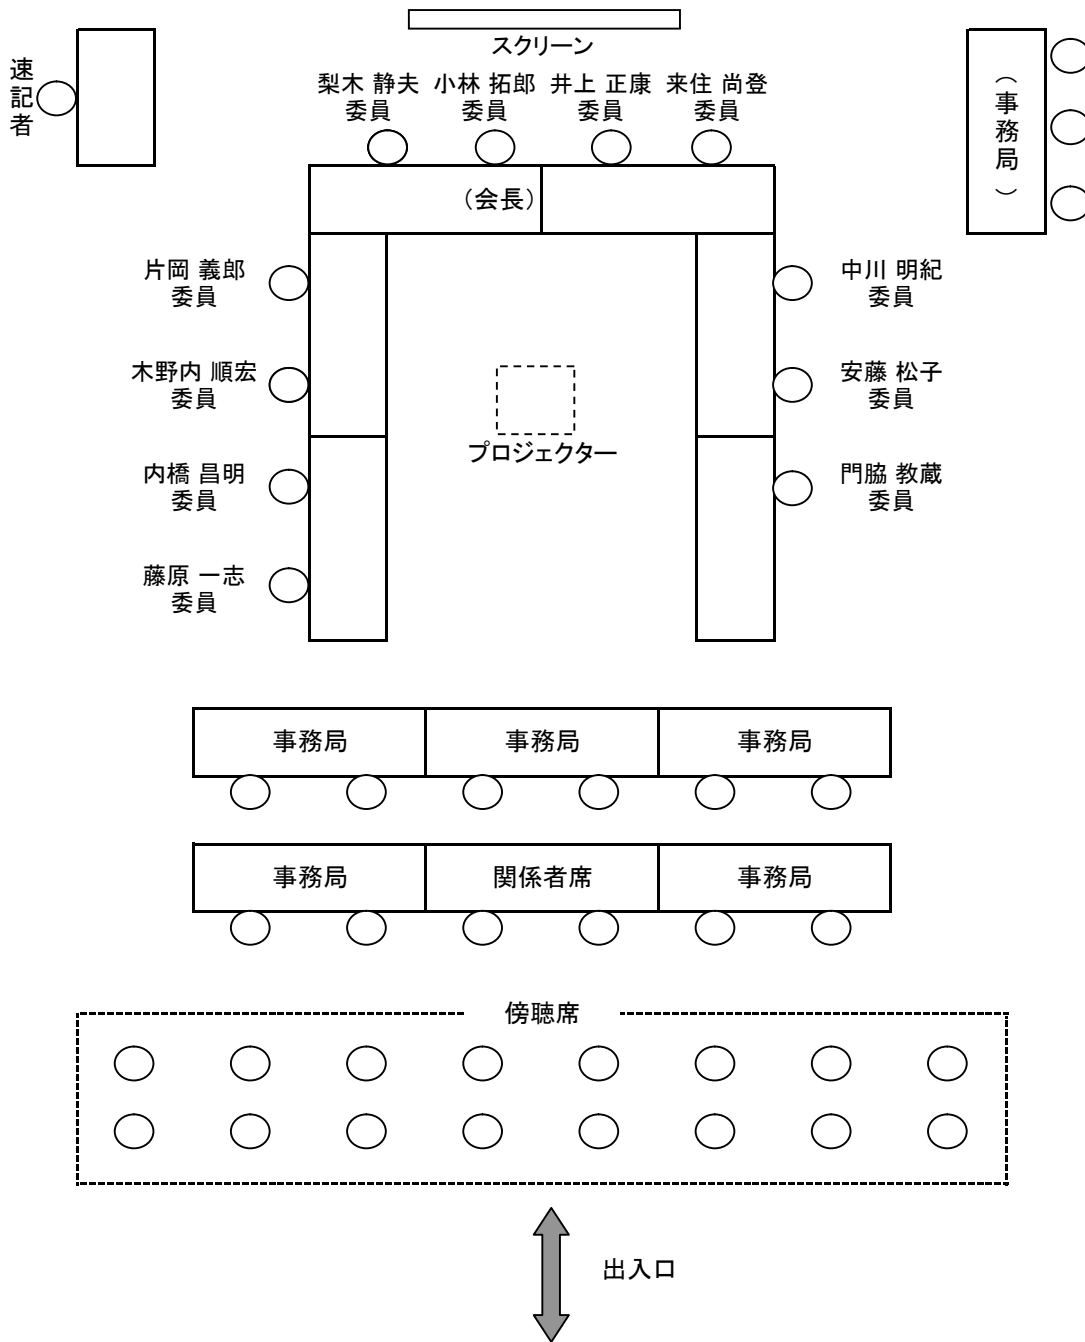 スクリーン
速記者
（事務局）
梨木 静夫 小林 拓郎 井上 正康 来住 尚登
委員 委員 委員 委員
（会長）
片岡 義郎
委員
中川 明紀
委員
木野内 順宏
委員
安藤 松子
委員
プロジェクター
内橋 昌明
委員
門脇 教蔵
委員
藤原 一志
委員
事務局 事務局 事務局
事務局 関係者席 事務局
傍聴席
出入口